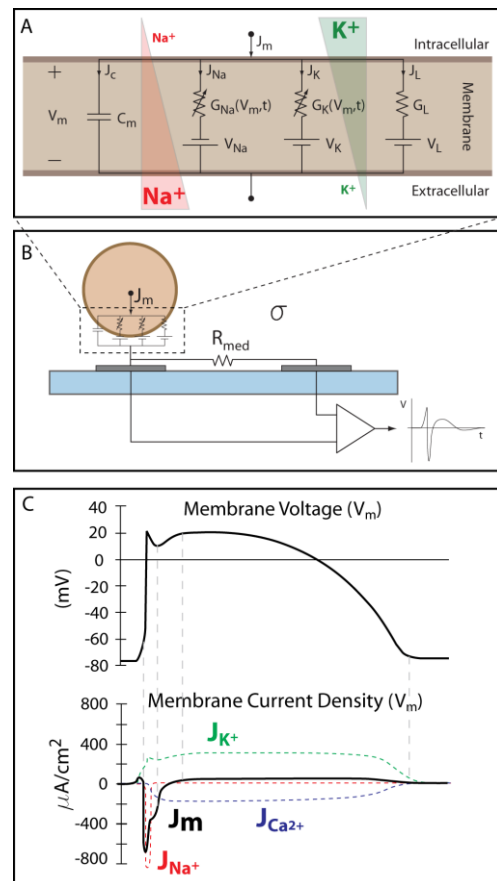 A
Na+
Jm
K+
Intracellular
+
Jc
JNa
JK
JL
Vm
Cm
GNa(Vm,t)
GK(Vm,t)
GL
Membrane
VNa
VK
VL
−
Na+
K+
Extracellular
B
Jm
σ
Rmed
V
t
C
Membrane Voltage (Vm)
40
20
0
-20
-40
-60
-80
(mV)
Membrane Current Density (Vm)
800
400
0
-400
-800
μA/cm2
JK+
Jm
JCa2+
JNa+